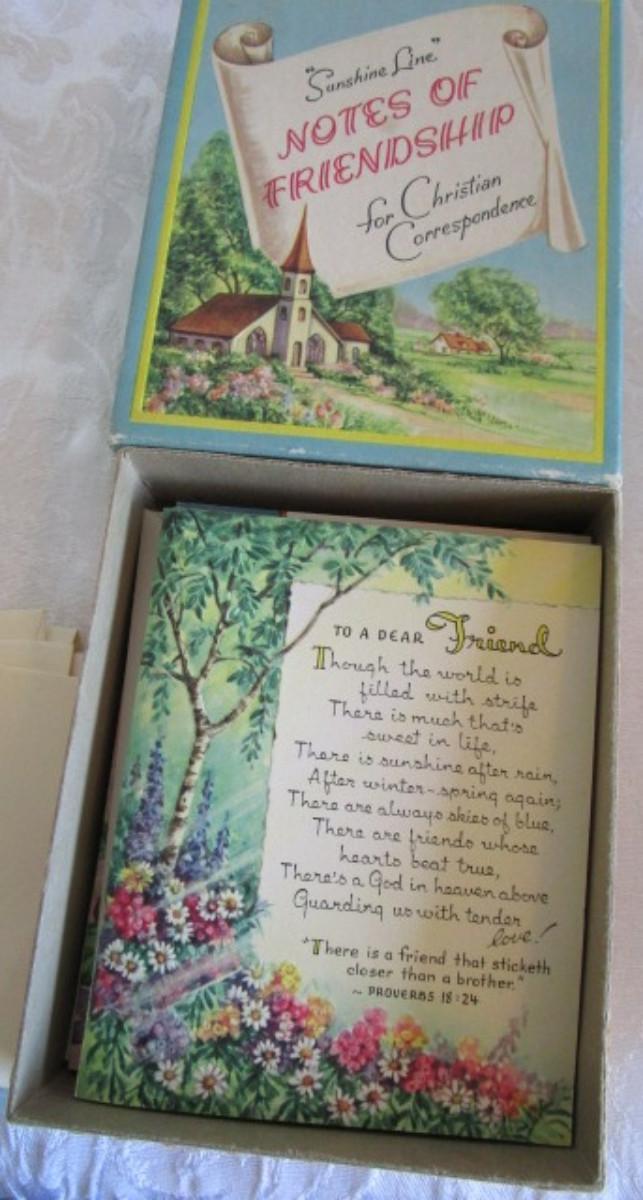 "Sunshine Line"
NOTES OF
FRIENDSHIP
for Christian
Correspondence
TO A DEAR Friend
Though the world is
filled with strife
There is much that's
sweet in life,
There is sunshine after rain,
After winter-spring again;
There are always skies of blue,
There are friends whose
hearts beat true,
There's a God in heaven above
Guarding us with tender
love!
"There is a friend that sticketh
closer than a brother."
~ PROVERBS 18:24